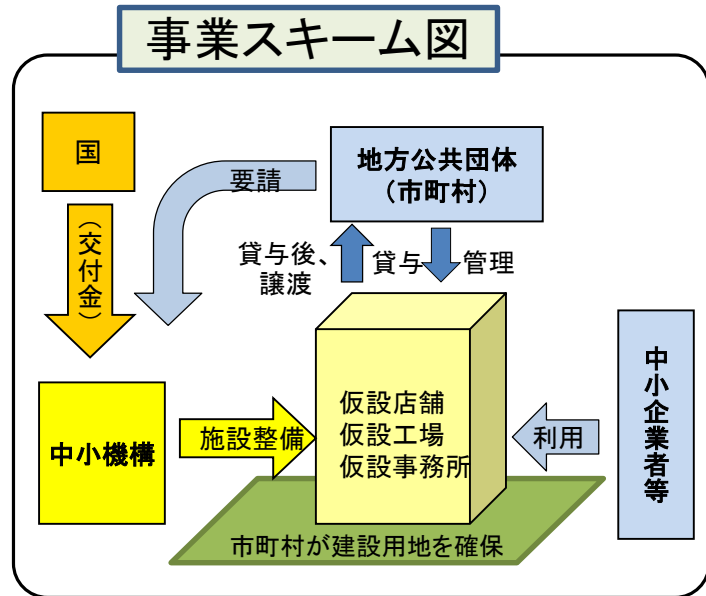 事業スキーム図
国
地方公共団体
（市町村）
要請
（交付金）
貸与後、
譲渡
貸与
管理
中小機構
施設整備
仮設店舗
仮設工場
仮設事務所
利用
中小企業者等
市町村が建設用地を確保